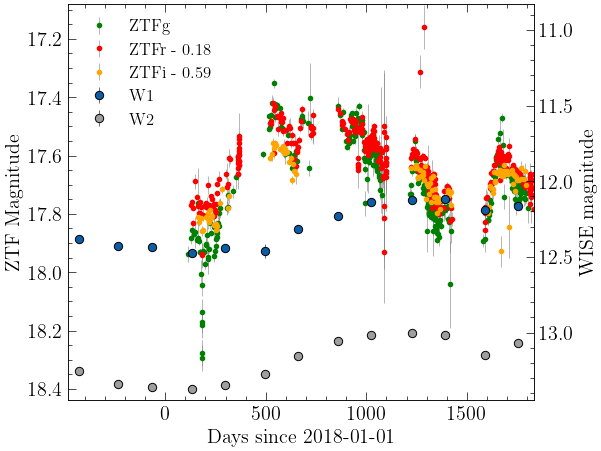 ZTFg
ZTFr - 0.18
ZTFi - 0.59
W1
W2
17.2
17.4
17.6
17.8
18.0
18.2
18.4
ZTF Magnitude
11.0
11.5
12.0
12.5
13.0
WISE magnitude
0 500 1000 1500
Days since 2018-01-01